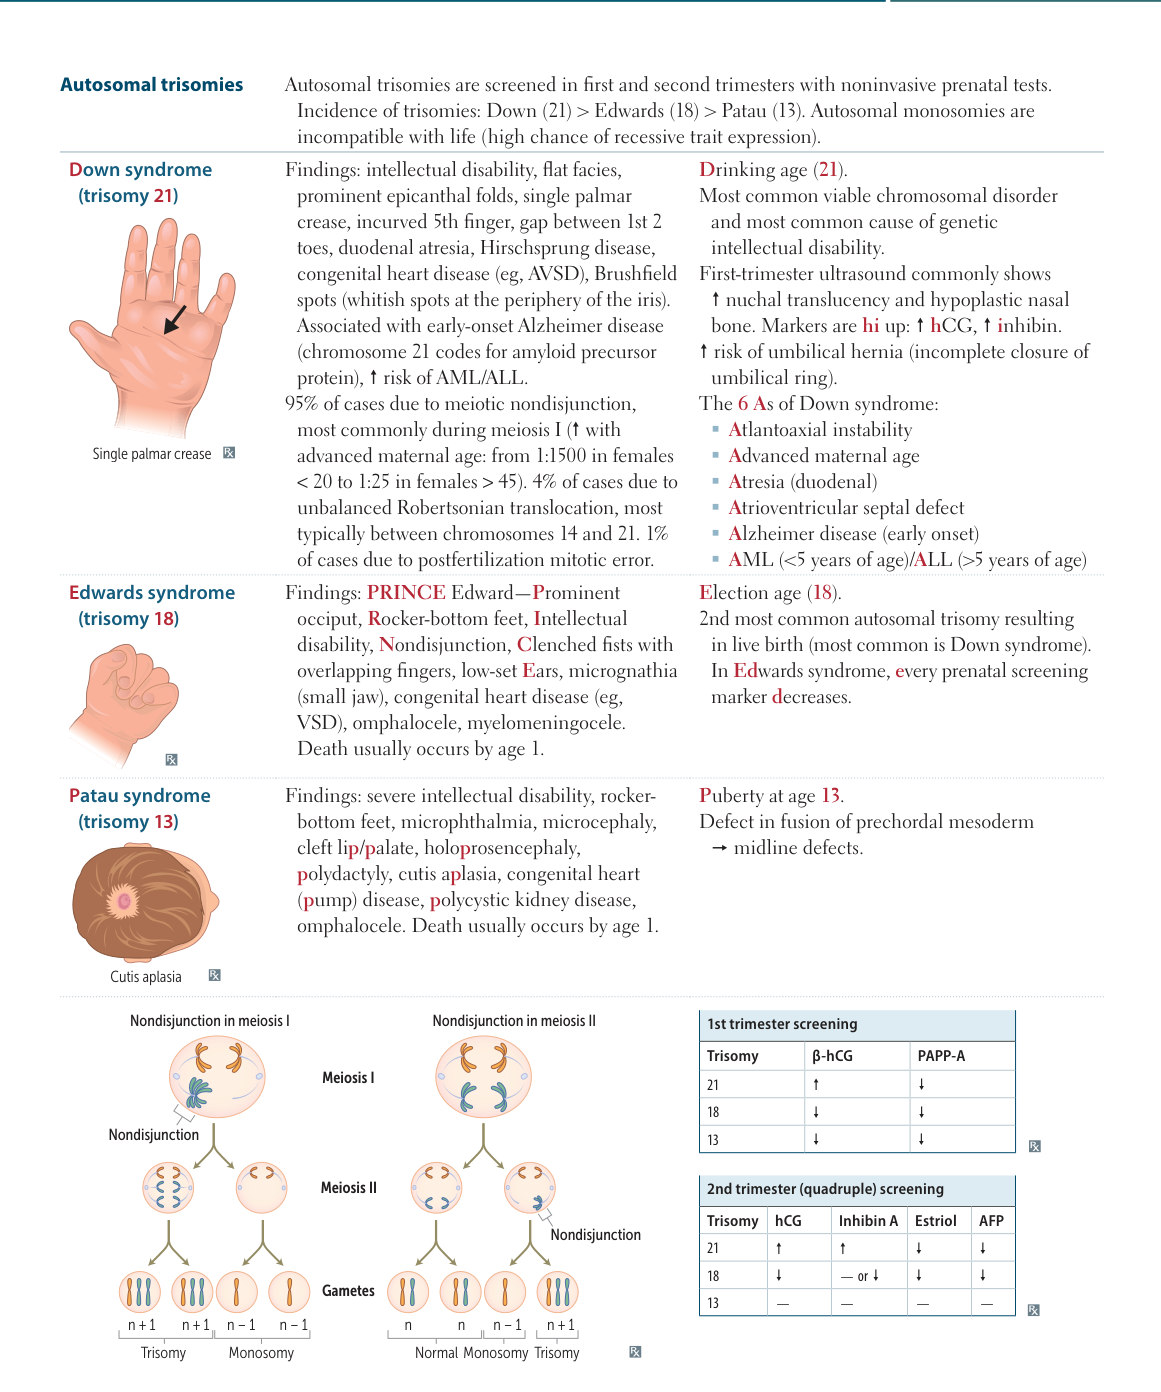 Autosomal trisomies
Autosomal trisomies are screened in first and second trimesters with noninvasive prenatal tests.
Incidence of trisomies: Down (21) > Edwards (18) > Patau (13). Autosomal monosomies are
incompatible with life (high chance of recessive trait expression).
Down syndrome
(trisomy 21)
Single palmar crease
Rx
Findings: intellectual disability, flat facies,
prominent epicanthal folds, single palmar
crease, incurved 5th finger, gap between 1st 2
toes, duodenal atresia, Hirschsprung disease,
congenital heart disease (eg, AVSD), Brushfield
spots (whitish spots at the periphery of the iris).
Associated with early-onset Alzheimer disease
(chromosome 21 codes for amyloid precursor
protein), ↑ risk of AML/ALL.
95% of cases due to meiotic nondisjunction,
most commonly during meiosis I (↑ with
advanced maternal age: from 1:1500 in females
< 20 to 1:25 in females > 45). 4% of cases due to
unbalanced Robertsonian translocation, most
typically between chromosomes 14 and 21. 1%
of cases due to postfertilization mitotic error.
Drinking age (21).
Most common viable chromosomal disorder
and most common cause of genetic
intellectual disability.
First-trimester ultrasound commonly shows
↑ nuchal translucency and hypoplastic nasal
bone. Markers are hi up: ↑ hCG, ↑ inhibin.
↑ risk of umbilical hernia (incomplete closure of
umbilical ring).
The 6 As of Down syndrome:
▪ Atlantoaxial instability
▪ Advanced maternal age
▪ Atresia (duodenal)
▪ Atrioventricular septal defect
▪ Alzheimer disease (early onset)
▪ AML (<5 years of age)/ALL (>5 years of age)
Edwards syndrome
(trisomy 18)
Rx
Findings: PRINCE Edward—Prominent
occiput, Rocker-bottom feet, Intellectual
disability, Nondisjunction, Clenched fists with
overlapping fingers, low-set Ears, micrognathia
(small jaw), congenital heart disease (eg,
VSD), omphalocele, myelomeningocele.
Death usually occurs by age 1.
Election age (18).
2nd most common autosomal trisomy resulting
in live birth (most common is Down syndrome).
In Edwards syndrome, every prenatal screening
marker decreases.
Patau syndrome
(trisomy 13)
Cutis aplasia
Rx
Findings: severe intellectual disability, rocker-
bottom feet, microphthalmia, microcephaly,
cleft lip/palate, holoprosencephaly,
polydactyly, cutis aplasia, congenital heart
(pump) disease, polycystic kidney disease,
omphalocele. Death usually occurs by age 1.
Puberty at age 13.
Defect in fusion of prechordal mesoderm
→ midline defects.
Nondisjunction in meiosis I
Nondisjunction in meiosis II
Meiosis I
Nondisjunction
Meiosis II
Nondisjunction
Gametes
n + 1 n + 1 n – 1 n – 1
n n n – 1 n + 1
Trisomy Monosomy
Normal Monosomy Trisomy
Rx
1st trimester screening
Trisomy β-hCG PAPP-A
21 ↑ ↓
18 ↓ ↓
13 ↓ ↓
Rx
2nd trimester (quadruple) screening
Trisomy hCG Inhibin A Estriol AFP
21 ↑ ↑ ↓ ↓
18 ↓ — or ↓ ↓ ↓
13 — — — —
Rx